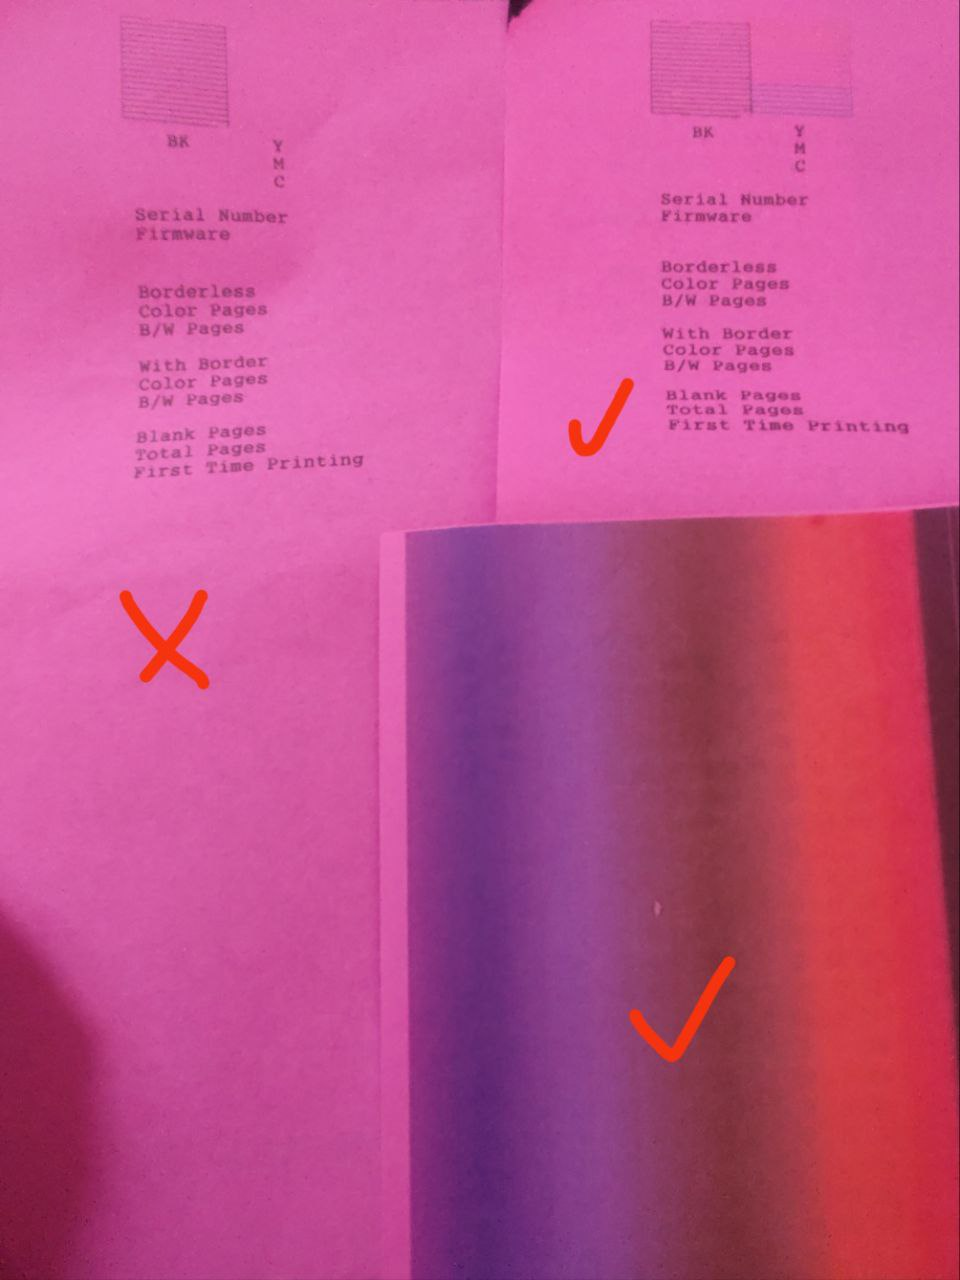 BK
Y
M
C
Serial Number
Firmware
Borderless
Color Pages
B/W Pages
With Border
Color Pages
B/W Pages
Blank Pages
Total Pages
First Time Printing
BK
Y
M
C
Serial Number
Firmware
Borderless
Color Pages
B/W Pages
With Border
Color Pages
B/W Pages
Blank Pages
Total Pages
First Time Printing